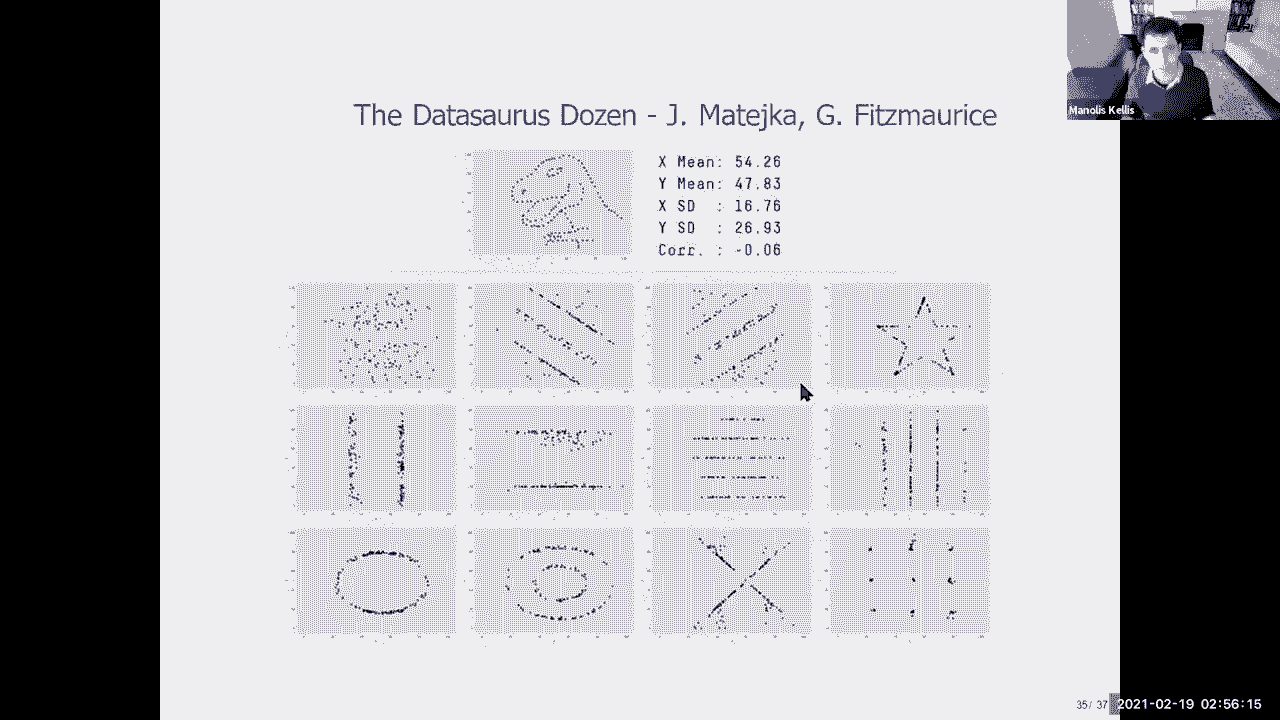 Manolis Kellis
The Datasaurus Dozen - J. Matejka, G. Fitzmaurice
X Mean: 54.26
Y Mean: 47.83
X SD : 16.76
Y SD : 26.93
Corr. : -0.06
35/ 37
2021-02-19 02:56:15